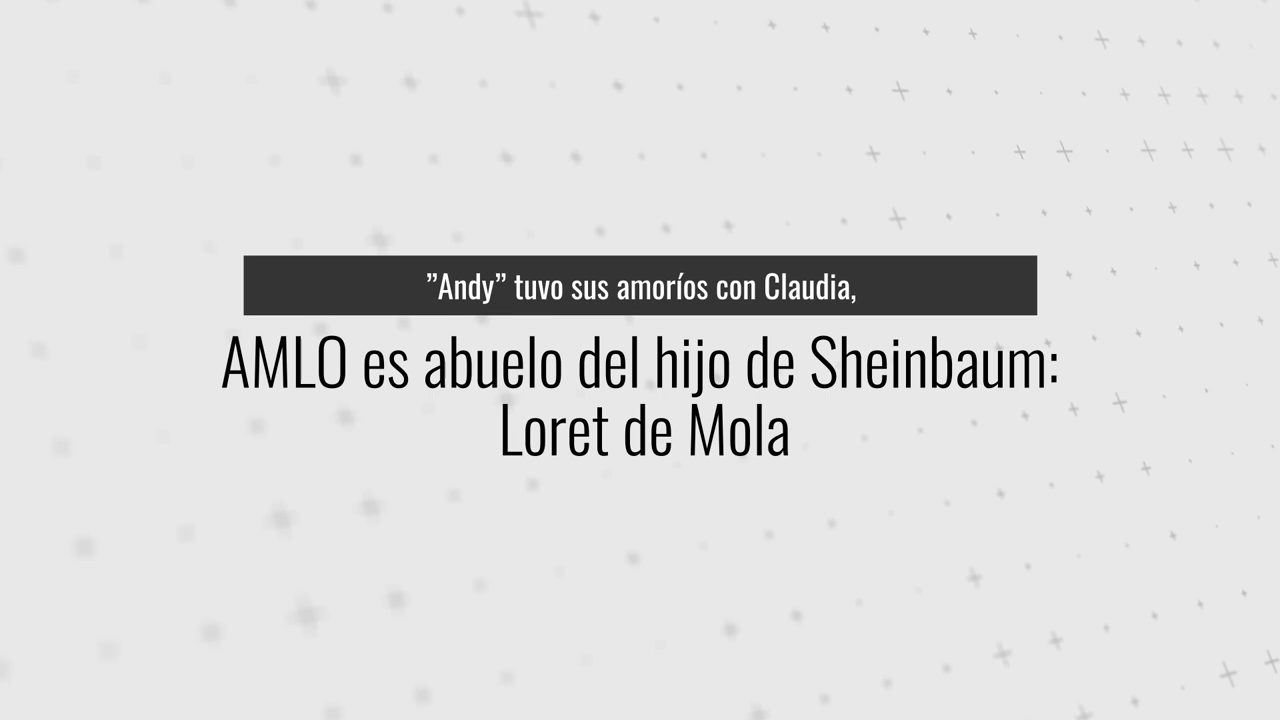 ”Andy” tuvo sus amoríos con Claudia,
AMLO es abuelo del hijo de Sheinbaum:
Loret de Mola